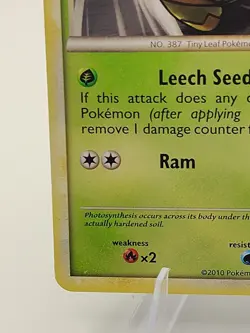 NO. 387 Tiny Leaf Pokém
Leech Seed
If this attack does any d
Pokémon (after applying
remove 1 damage counter f
Ram
Photosynthesis occurs across its body under th
actually hardened soil.
weakness
resis
×2
©2010 Pokém